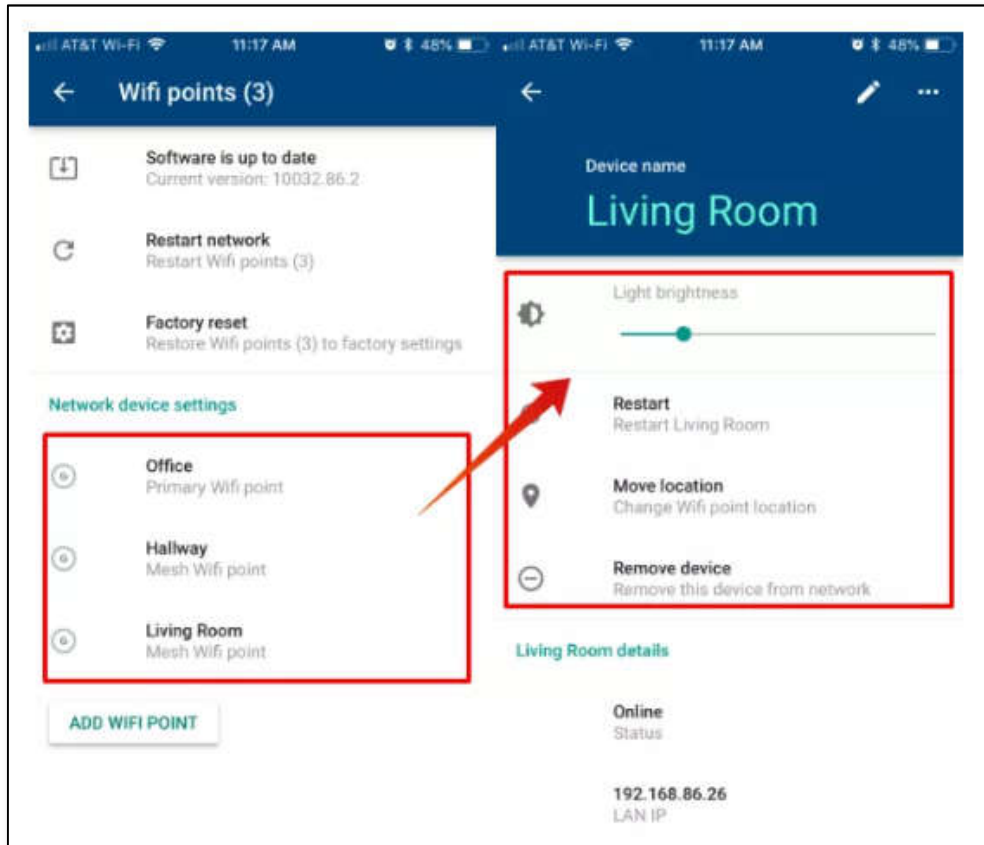 AT&T Wi-Fi 11:17 AM 48%
Wifi points (3)
Software is up to date
Current version: 10032.86.2
Restart network
Restart Wifi points (3)
Factory reset
Restore Wifi points (3) to factory settings
Network device settings
Office
Primary Wifi point
Hallway
Mesh Wifi point
Living Room
Mesh Wifi point
ADD WIFI POINT
AT&T Wi-Fi 11:17 AM 48%
Device name
Living Room
Light brightness
Restart
Restart Living Room
Move location
Change Wifi point location
Remove device
Remove this device from network
Living Room details
Online
Status
192.168.86.26
LAN IP